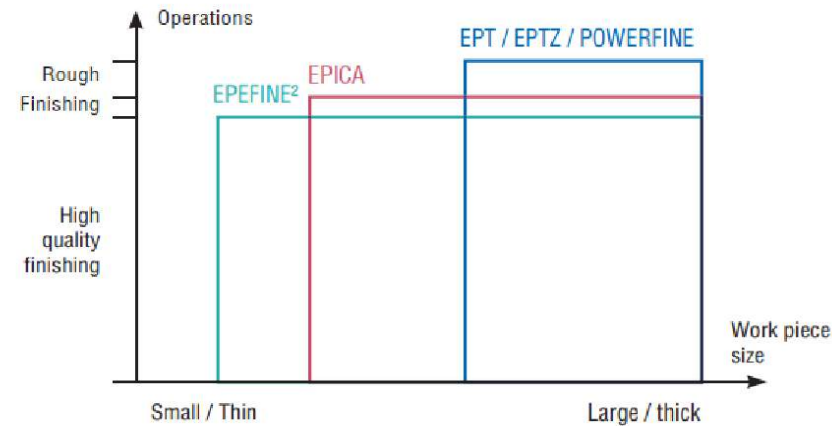 Operations
EPT / EPTZ / POWERFINE
Rough
EPICA
Finishing
EPEFINE²
High
quality
finishing
Work piece
size
Small / Thin
Large / thick